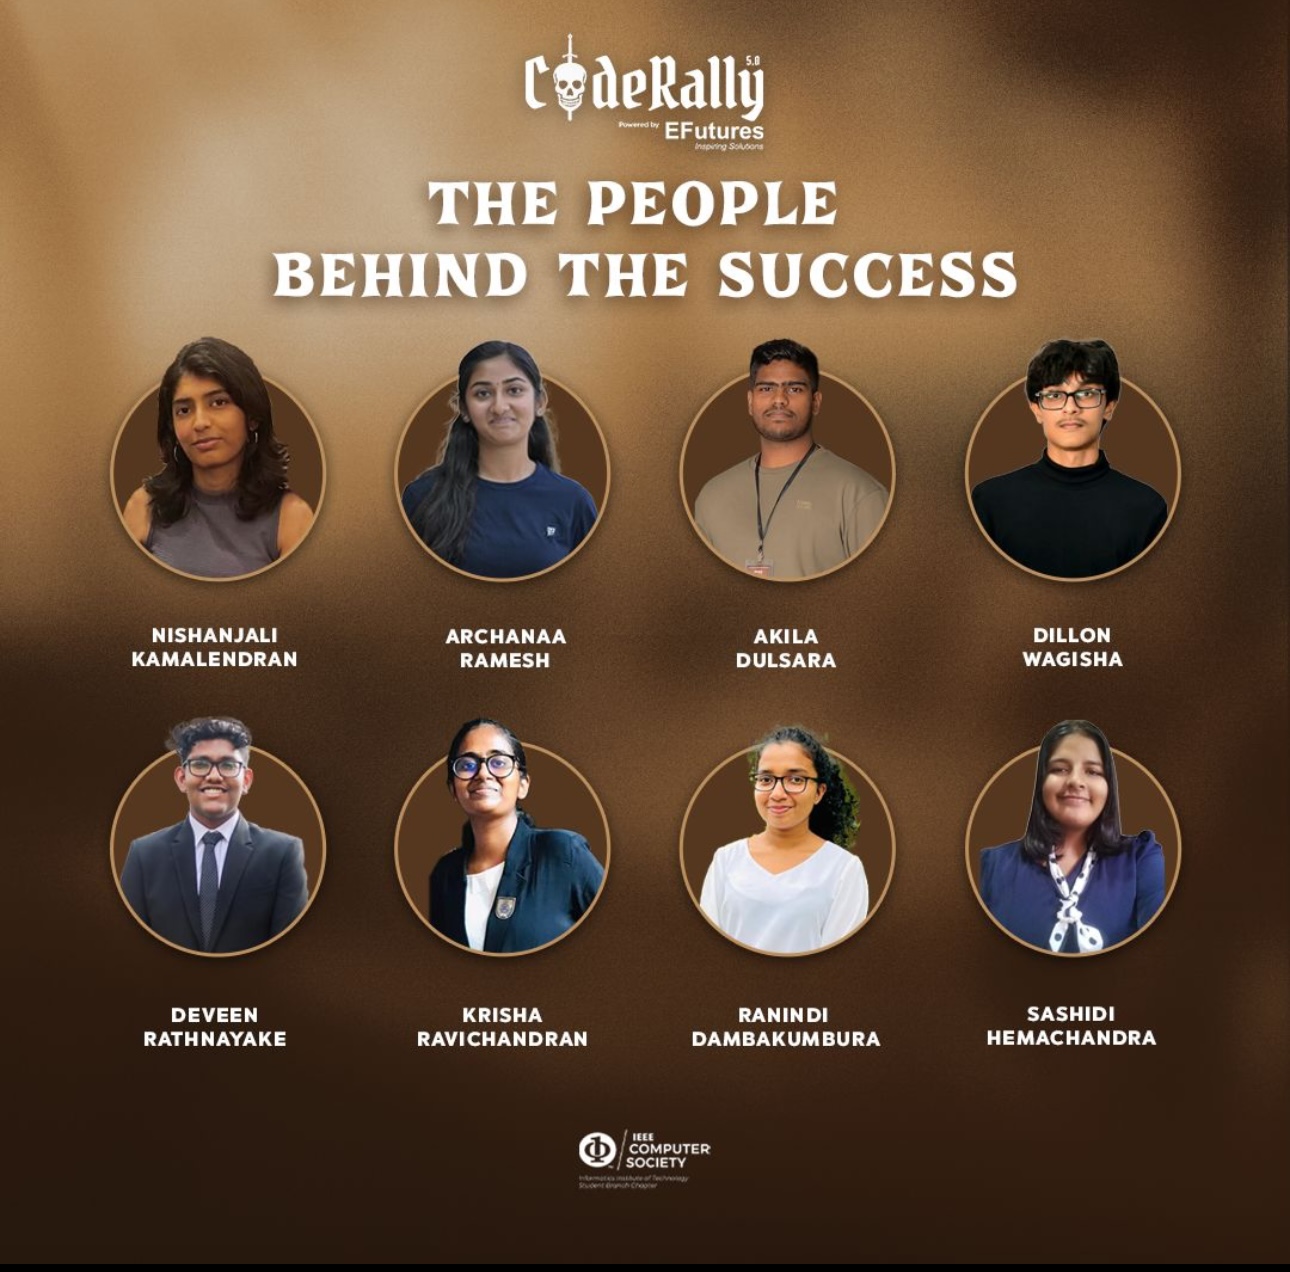 CodeRally 5.0
Powered by EFutures
Inspiring Solutions
THE PEOPLE
BEHIND THE SUCCESS
NISHANJALI
KAMALENDRAN
ARCHANAA
RAMESH
AKILA
DULSARA
DILLON
WAGISHA
DEVEEN
RATHNAYAKE
KRISHA
RAVICHANDRAN
RANINDI
DAMBAKUMBURA
SASHIDI
HEMACHANDRA
IEEE
COMPUTER
SOCIETY
Informatics Institute of Technology
Student Branch Chapter